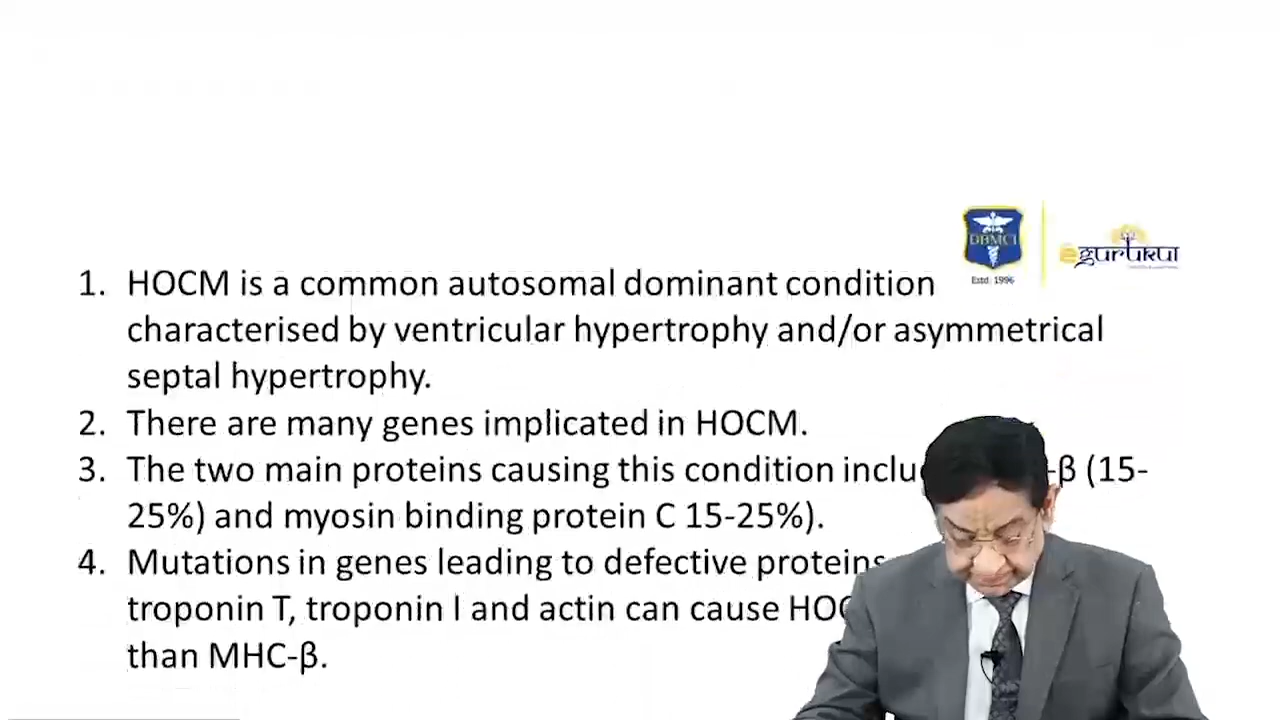 DBMCI
Estd. 1996
egurukul
1. HOCM is a common autosomal dominant condition
characterised by ventricular hypertrophy and/or asymmetrical
septal hypertrophy.
2. There are many genes implicated in HOCM.
3. The two main proteins causing this condition -β (15-
25%) and myosin binding protein C 15-25%).
4. Mutations in genes leading to defective proteins
troponin T, troponin I and actin can cause
than MHC-β.